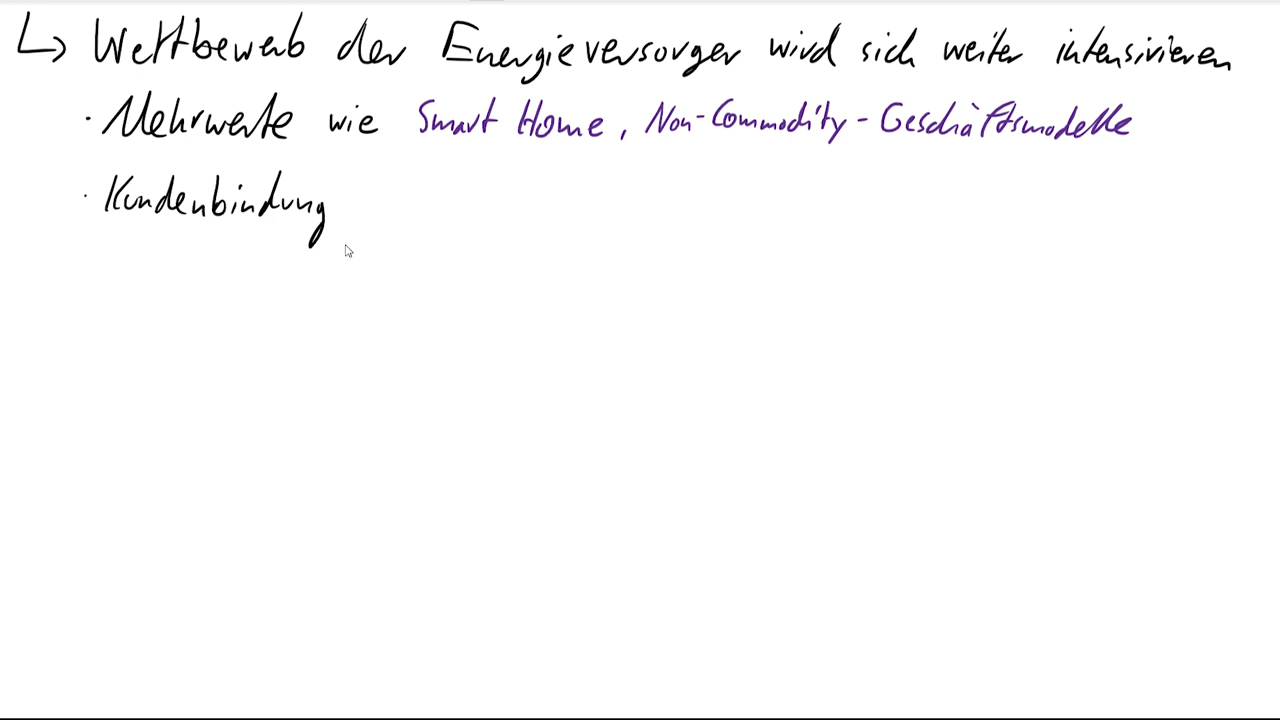 ↳ Wettbewerb der Energieversorger wird sich weiter intensivieren
· Mehrwerte wie Smart Home, Non-Commodity-Geschäftsmodelle
· Kundenbindung